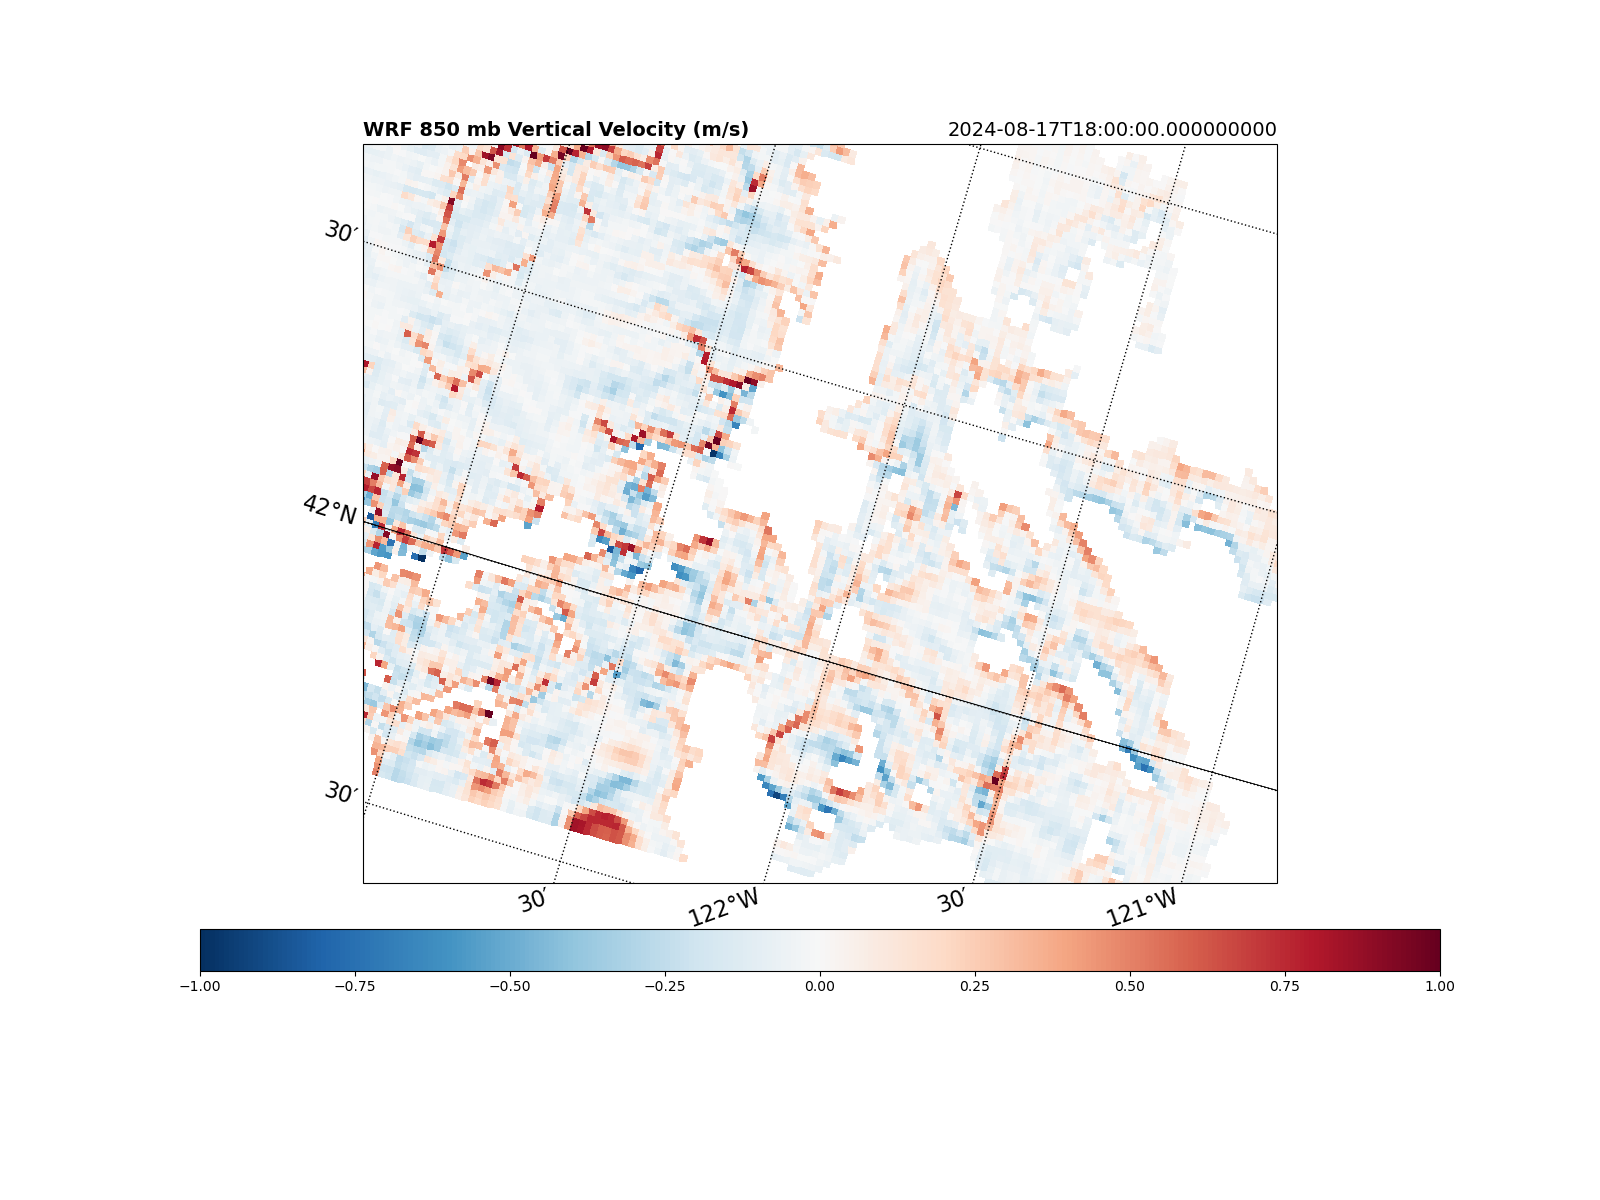 WRF 850 mb Vertical Velocity (m/s) 2024-08-17T18:00:00.000000000
30′
42°N
30′
30′ 122°W 30′ 121°W
−1.00 −0.75 −0.50 −0.25 0.00 0.25 0.50 0.75 1.00